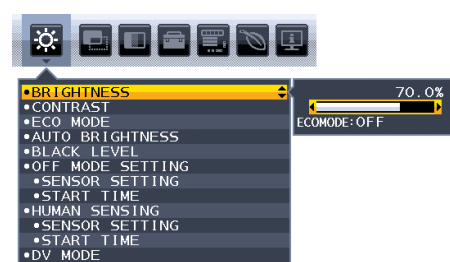 •BRIGHTNESS
70.0%
•CONTRAST
•ECO MODE
ECOMODE:OFF
•AUTO BRIGHTNESS
•BLACK LEVEL
•OFF MODE SETTING
•SENSOR SETTING
•START TIME
•HUMAN SENSING
•SENSOR SETTING
•START TIME
•DV MODE